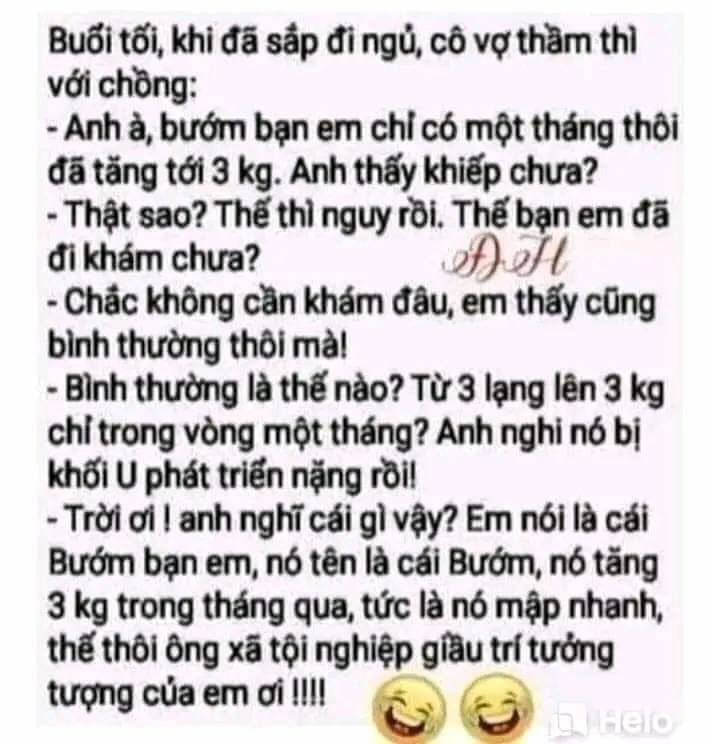 Buổi tối, khi đã sắp đi ngủ, cô vợ thầm thì
với chồng:
- Anh à, bướm bạn em chỉ có một tháng thôi
đã tăng tới 3 kg. Anh thấy khiếp chưa?
- Thật sao? Thế thì nguy rồi. Thế bạn em đã
đi khám chưa?
ĐH
- Chắc không cần khám đâu, em thấy cũng
bình thường thôi mà!
- Bình thường là thế nào? Từ 3 lạng lên 3 kg
chỉ trong vòng một tháng? Anh nghi nó bị
khối U phát triển nặng rồi!
- Trời ơi ! anh nghĩ cái gì vậy? Em nói là cái
Bướm bạn em, nó tên là cái Bướm, nó tăng
3 kg trong tháng qua, tức là nó mập nhanh,
thế thôi ông xã tội nghiệp giầu trí tưởng
tượng của em ơi !!!!
Helo